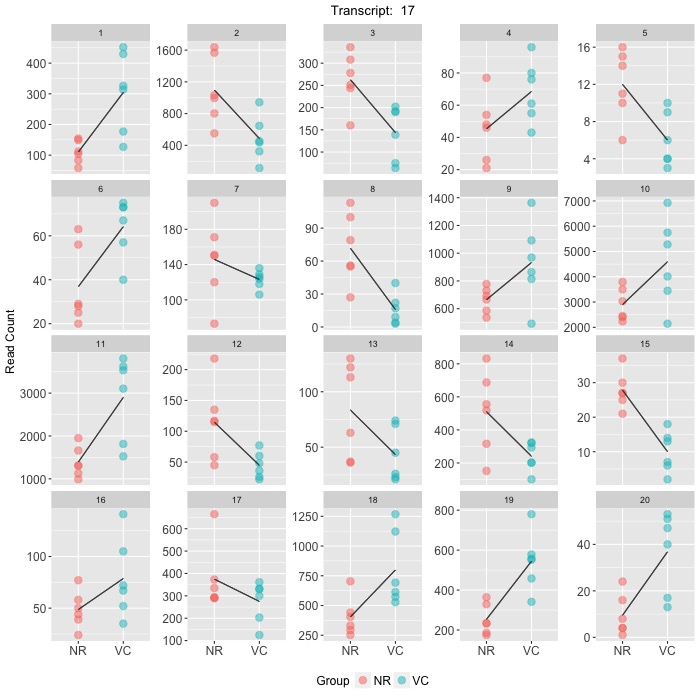 Transcript: 17
1 2 3 4 5
400 300 200 100
1600 1200 800 400
300 250 200 150 100
80 60 40 20
16 12 8 4
6 7 8 9 10
60 40 20
180 140 100
90 60 30 0
1400 1200 1000 800 600
7000 6000 5000 4000 3000 2000
Read Count
11 12 13 14 15
3000 2000 1000
200 150 100 50
100 50
800 600 400 200
30 20 10
16 17 18 19 20
100 50
600 500 400 300 200 100
1250 1000 750 500 250
800 600 400 200
40 20 0
NR VC NR VC NR VC NR VC NR VC
Group NR VC